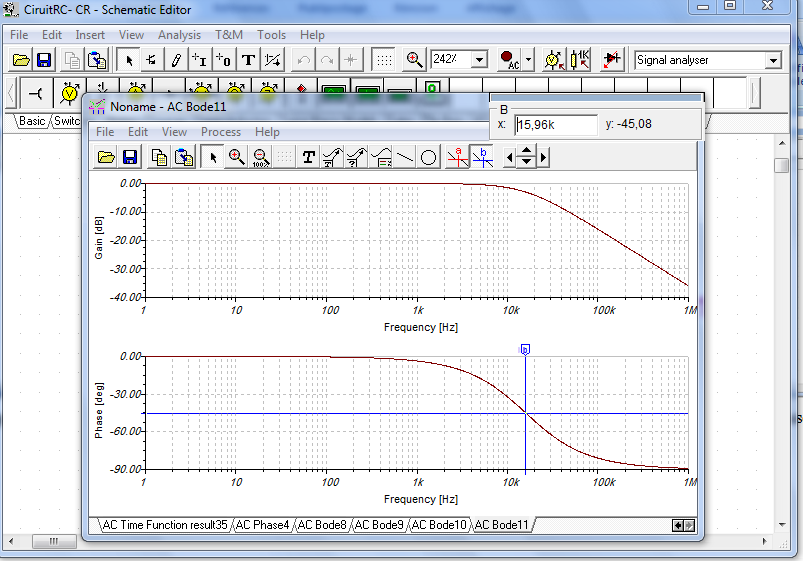 CiruitRC- CR - Schematic Editor
File Edit Insert View Analysis T&M Tools Help
242%
AC
1K
Signal analyser
Basic Switc
Noname - AC Bode11
B
x: 15,96k y: -45,08
File Edit View Process Help
100%
T
a
b
0.00
-10.00
-20.00
-30.00
-40.00
Gain [dB]
1 10 100 1k 10k 100k 1M
Frequency [Hz]
b
0.00
-30.00
-60.00
-90.00
Phase [deg]
1 10 100 1k 10k 100k 1M
Frequency [Hz]
AC Time Function result35 AC Phase4 AC Bode8 AC Bode9 AC Bode10 AC Bode11